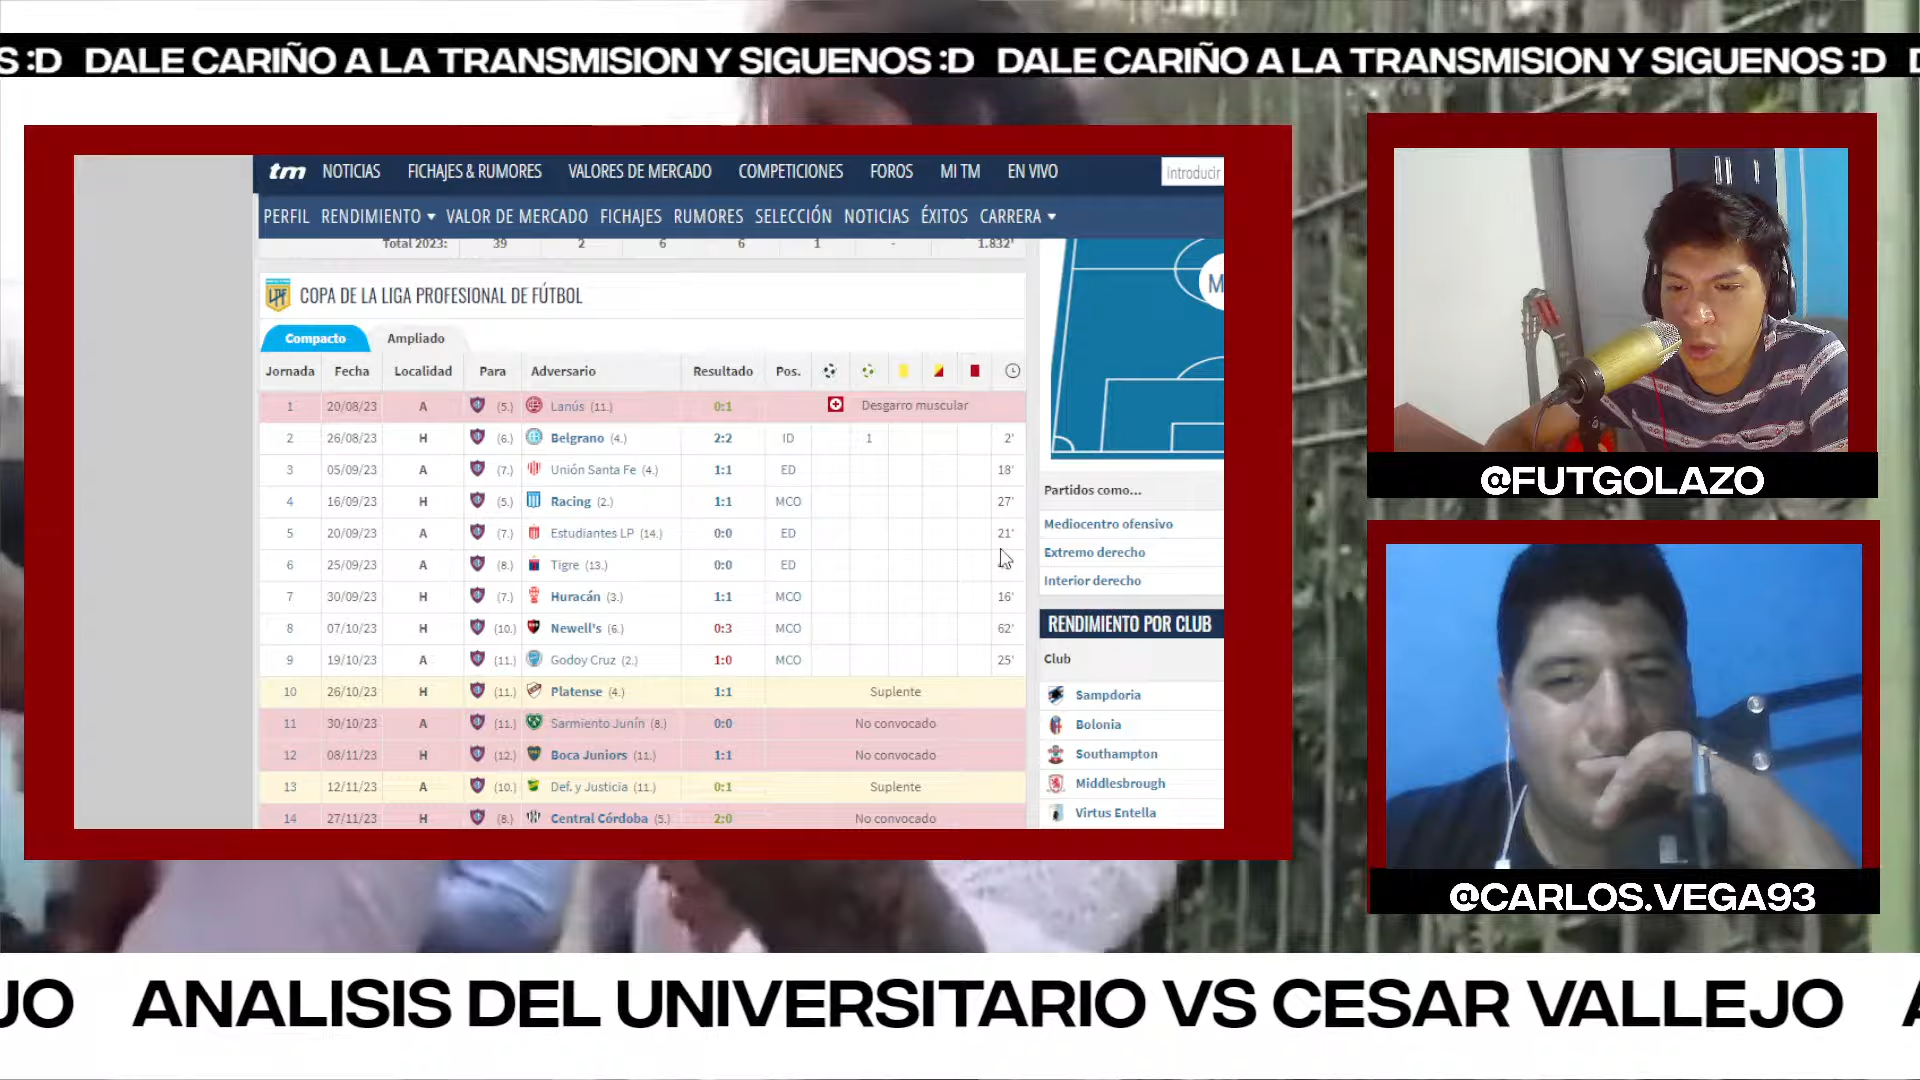 S :D DALE CARIÑO A LA TRANSMISION Y SIGUENOS :D DALE CARIÑO A LA TRANSMISION Y SIGUENOS :D
tm NOTICIAS FICHAJES & RUMORES VALORES DE MERCADO COMPETICIONES FOROS MI TM EN VIVO Introducir
PERFIL RENDIMIENTO VALOR DE MERCADO FICHAJES RUMORES SELECCIÓN NOTICIAS ÉXITOS CARRERA
Total 2023: 39 2 6 6 1 - 1.832'
COPA DE LA LIGA PROFESIONAL DE FÚTBOL
Compacto Ampliado
Jornada Fecha Localidad Para Adversario Resultado Pos.
1 20/08/23 A (5.) Lanús (11.) 0:1 Desgarro muscular
2 26/08/23 H (6.) Belgrano (4.) 2:2 ID 1 2'
3 05/09/23 A (7.) Unión Santa Fe (4.) 1:1 ED 18'
4 16/09/23 H (5.) Racing (2.) 1:1 MCO 27'
5 20/09/23 A (7.) Estudiantes LP (14.) 0:0 ED 21'
6 25/09/23 A (8.) Tigre (13.) 0:0 ED
7 30/09/23 H (7.) Huracán (3.) 1:1 MCO 16'
8 07/10/23 H (10.) Newell's (6.) 0:3 MCO 62'
9 19/10/23 A (11.) Godoy Cruz (2.) 1:0 MCO 25'
10 26/10/23 H (11.) Platense (4.) 1:1 Suplente
11 30/10/23 A (11.) Sarmiento Junín (8.) 0:0 No convocado
12 08/11/23 H (12.) Boca Juniors (11.) 1:1 No convocado
13 12/11/23 A (10.) Def. y Justicia (11.) 0:1 Suplente
14 27/11/23 H (8.) Central Córdoba (5.) 2:0 No convocado
M
Partidos como...
Mediocentro ofensivo
Extremo derecho
Interior derecho
RENDIMIENTO POR CLUB
Club
Sampdoria
Bolonia
Southampton
Middlesbrough
Virtus Entella
@FUTGOLAZO
@CARLOS.VEGA93
JO ANALISIS DEL UNIVERSITARIO VS CESAR VALLEJO